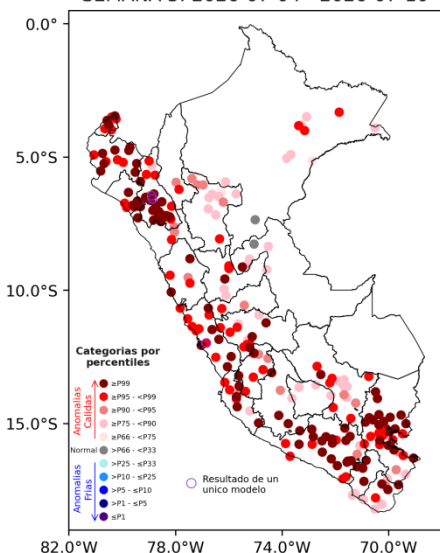 0.0°
5.0°S
10.0°S
15.0°S
82.0°W
78.0°W
74.0°W
70.0°W
Categorias por
percentiles
Anomalias
Calidas
≥P99
≥P95 - <P99
≥P90 - <P95
≥P75 - <P90
≥P66 - <P75
Normal
>P66 - <P33
Anomalias
Frias
>P25 - ≤P33
>P10 - ≤P25
>P5 - ≤P10
>P1 - ≤P5
≤P1
Resultado de un
unico modelo